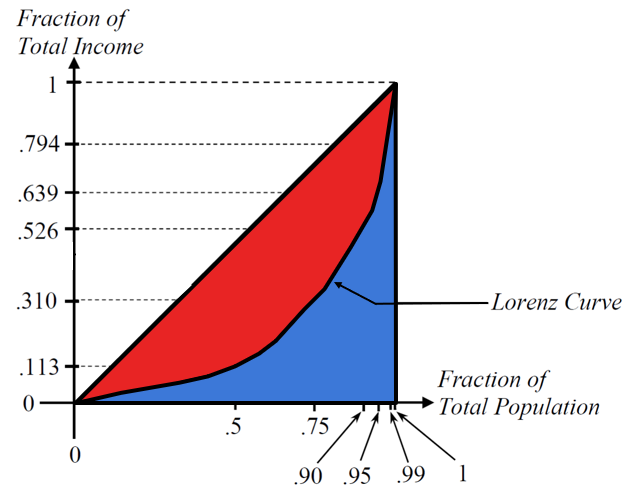 Fraction of
Total Income
1
.794
.639
.526
.310
Lorenz Curve
.113
Fraction of
Total Population
0
.5
.75
0
.90
.95
.99
1